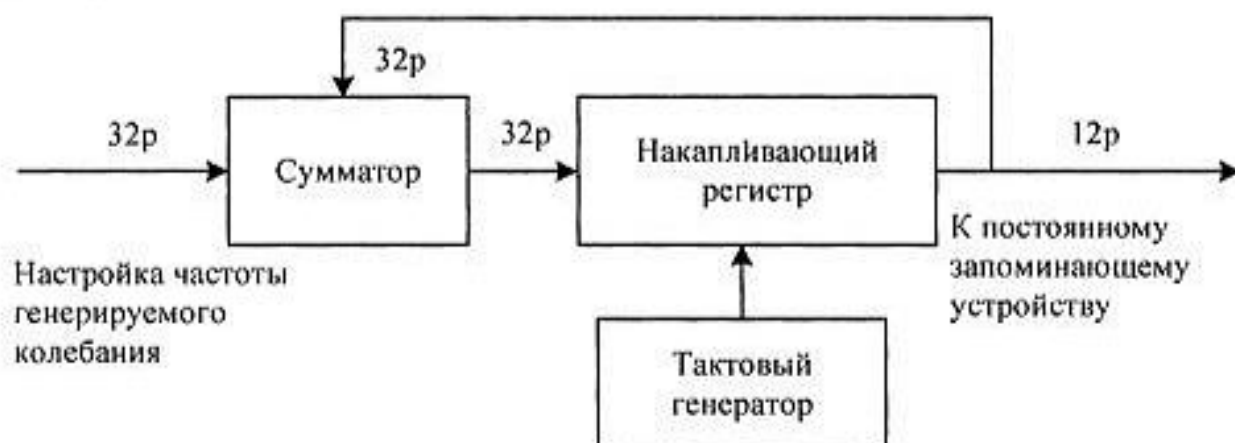 32р
32р
32р
12р
Сумматор
Накапливающий
регистр
Настройка частоты
генерируемого
колебания
К постоянному
запоминающему
устройству
Тактовый
генератор